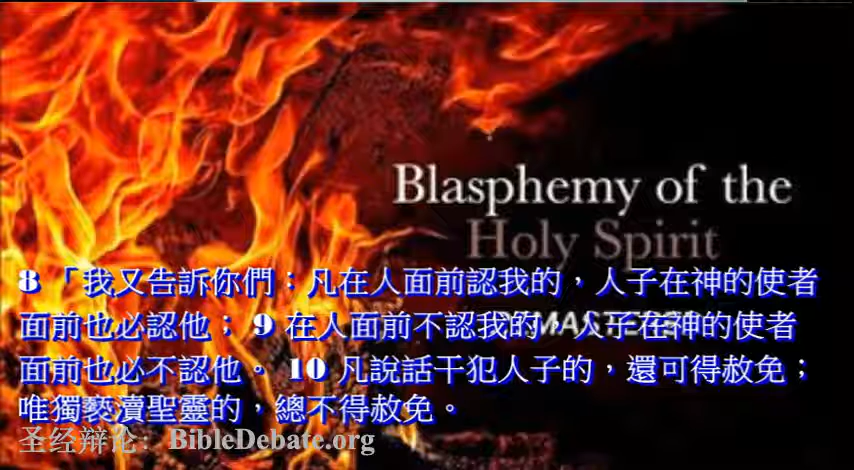 Blasphemy of the
Holy Spirit
8 「我又告訴你們：凡在人面前認我的，人子在神的使者
面前也必認他； 9 在人面前不認我的，人子在神的使者
面前也必不認他。 10 凡說話干犯人子的，還可得赦免；
唯獨褻瀆聖靈的，總不得赦免。
圣经辩论：BibleDebate.org